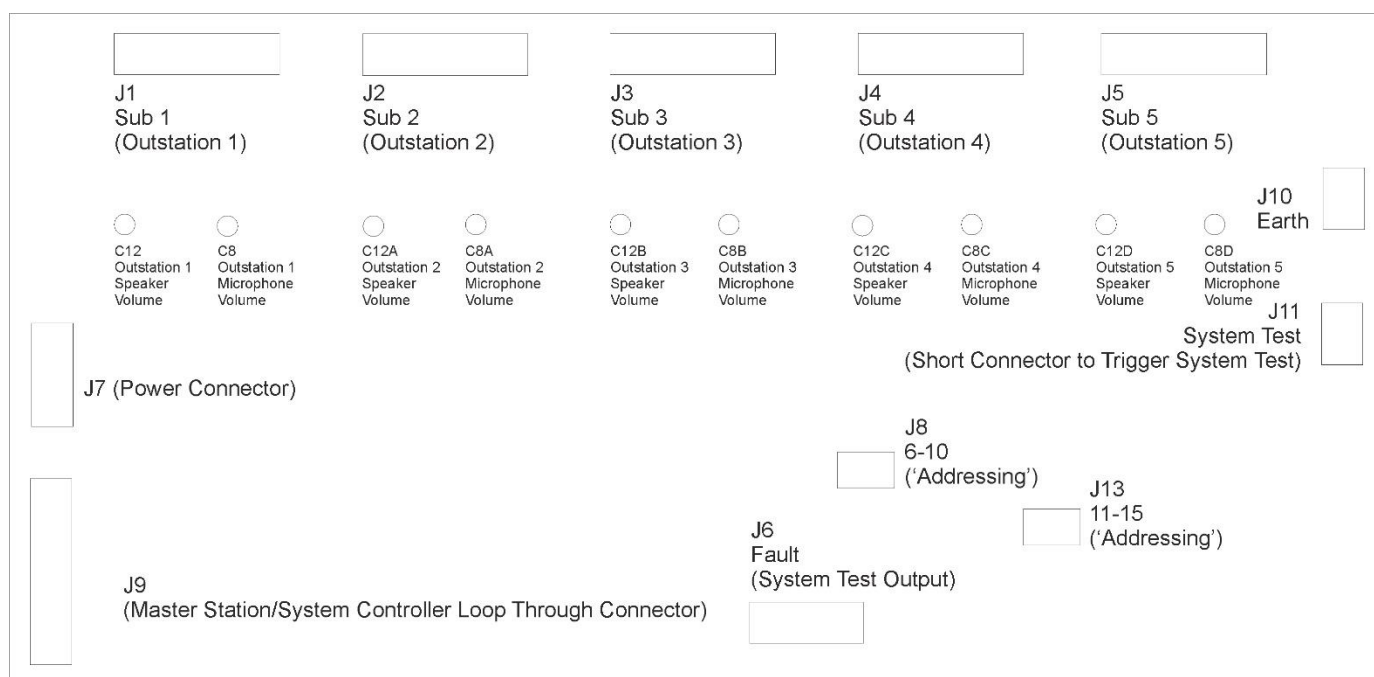 J1
Sub 1
(Outstation 1)
J2
Sub 2
(Outstation 2)
J3
Sub 3
(Outstation 3)
J4
Sub 4
(Outstation 4)
J5
Sub 5
(Outstation 5)
J10
Earth
C12
Outstation 1
Speaker
Volume
C8
Outstation 1
Microphone
Volume
C12A
Outstation 2
Speaker
Volume
C8A
Outstation 2
Microphone
Volume
C12B
Outstation 3
Speaker
Volume
C8B
Outstation 3
Microphone
Volume
C12C
Outstation 4
Speaker
Volume
C8C
Outstation 4
Microphone
Volume
C12D
Outstation 5
Speaker
Volume
C8D
Outstation 5
Microphone
Volume
J11
System Test
(Short Connector to Trigger System Test)
J7 (Power Connector)
J8
6-10
(‘Addressing’)
J13
11-15
(‘Addressing’)
J6
Fault
(System Test Output)
J9
(Master Station/System Controller Loop Through Connector)